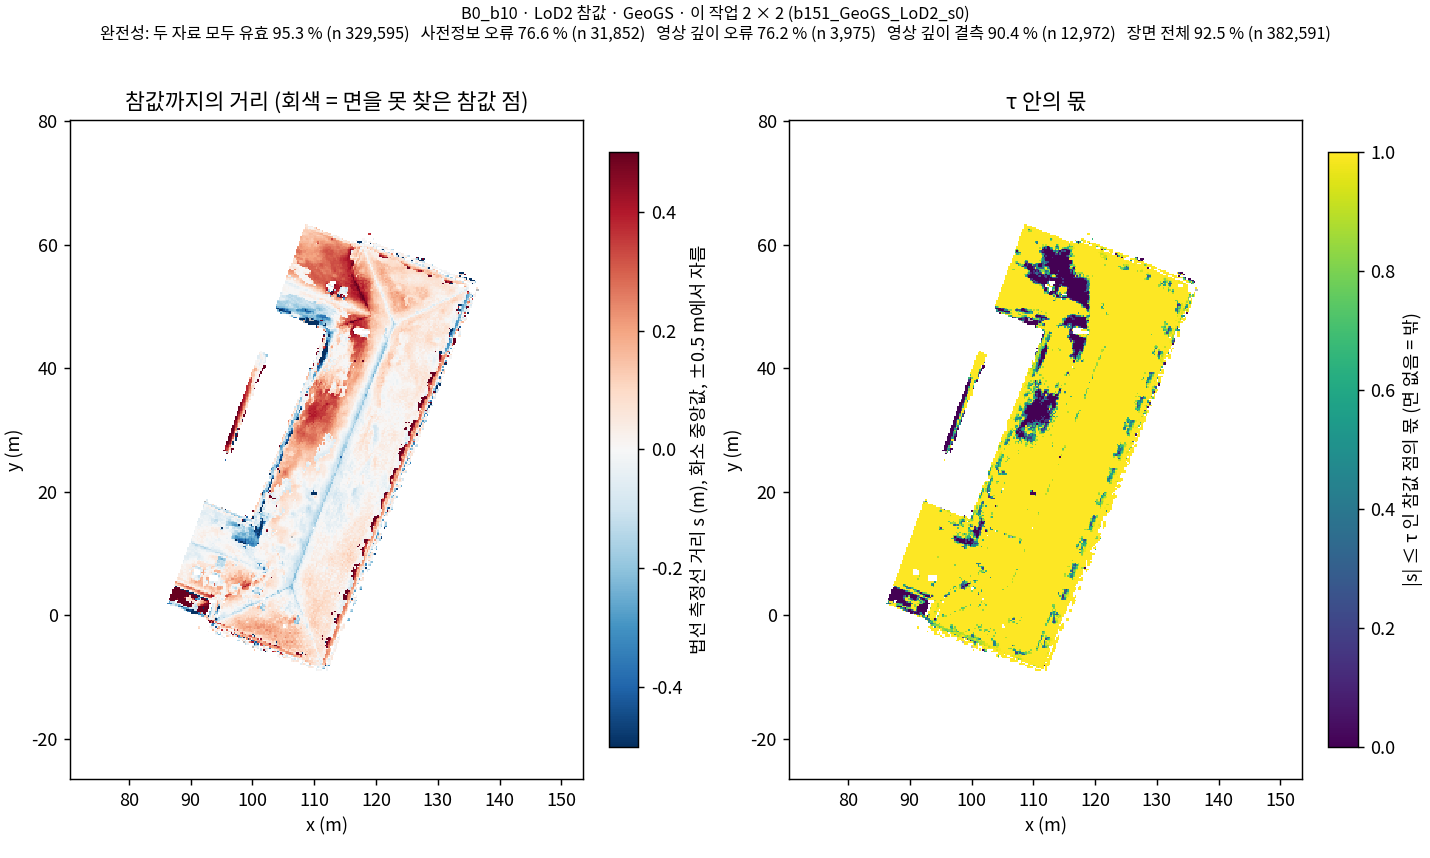 B0_b10 · LoD2 참값 · GeoGS · 이 작업 2 × 2 (b151_GeoGS_LoD2_s0)
완전성: 두 자료 모두 유효 95.3 % (n 329,595)   사전정보 오류 76.6 % (n 31,852)   영상 깊이 오류 76.2 % (n 3,975)   영상 깊이 결측 90.4 % (n 12,972)   장면 전체 92.5 % (n 382,591)
참값까지의 거리 (회색 = 면을 못 찾은 참값 점)
80
60
40
20
0
-20
80 90 100 110 120 130 140 150
x (m)
y (m)
0.4
0.2
0.0
-0.2
-0.4
법선 측정선 거리 s (m), 화소 중앙값, ±0.5 m에서 자름
τ 안의 몫
80
60
40
20
0
-20
80 90 100 110 120 130 140 150
x (m)
y (m)
1.0
0.8
0.6
0.4
0.2
0.0
|s| ≤ τ 인 참값 점의 몫 (면 없음 = 밖)